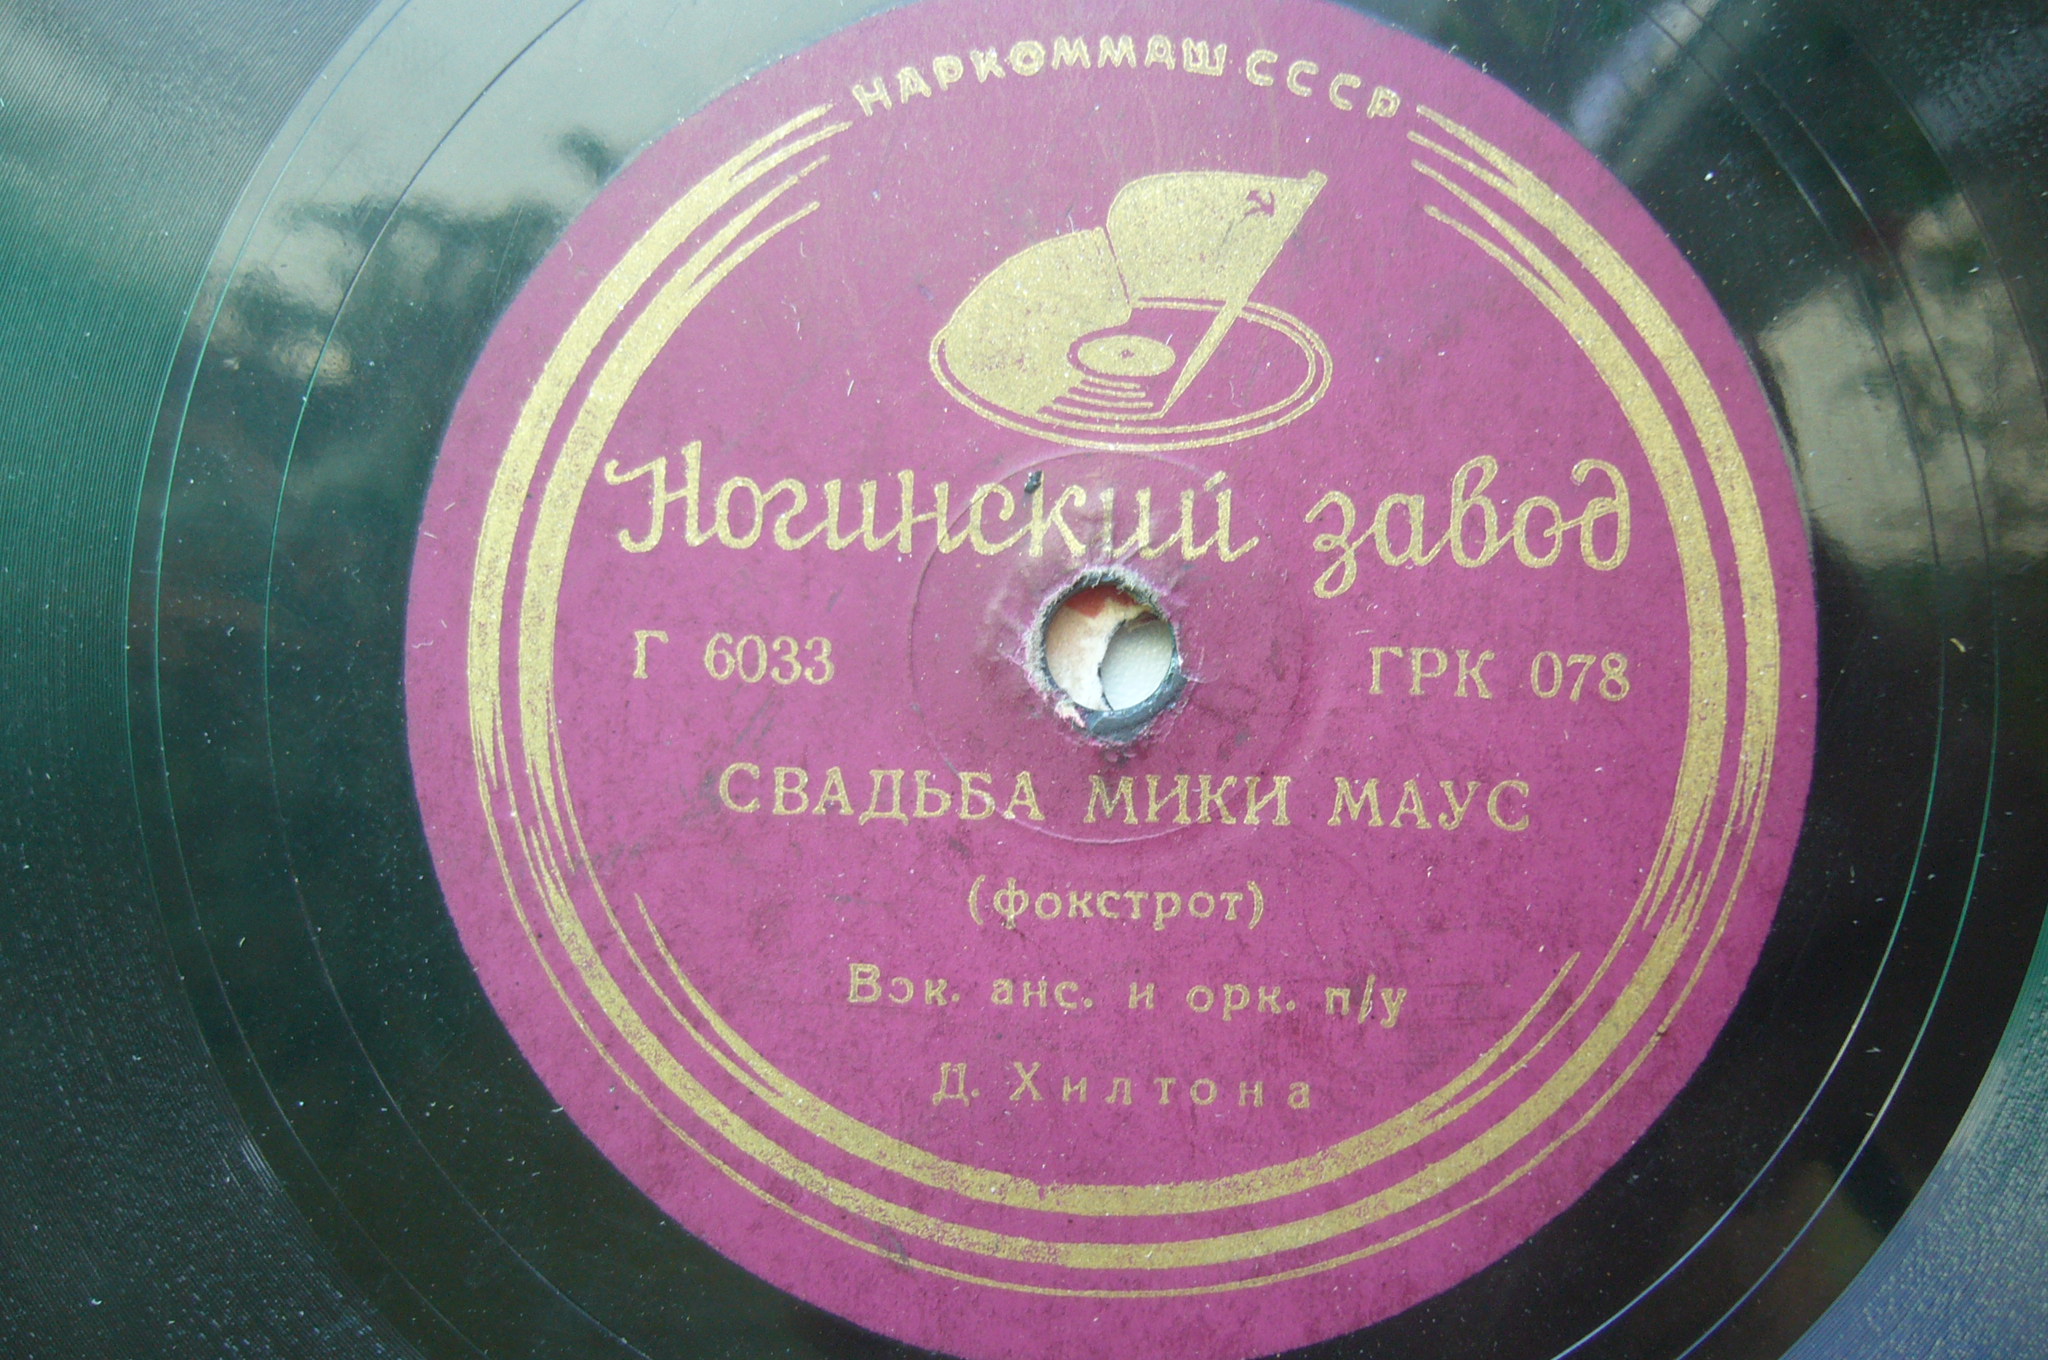 НАРКОММАШ СССР
Ногинский завод
Г 6033 ГРК 078
СВАДЬБА МИКИ МАУС
(фокстрот)
Вэк. анс. и орк. п/у
Д. Хилтона